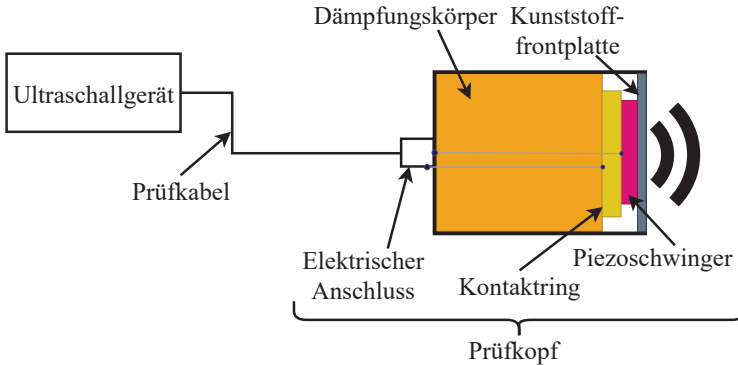 Dämpfungskörper
Kunststoff-
frontplatte
Ultraschallgerät
Prüfkabel
Elektrischer
Anschluss
Kontaktring
Piezoschwinger
Prüfkopf